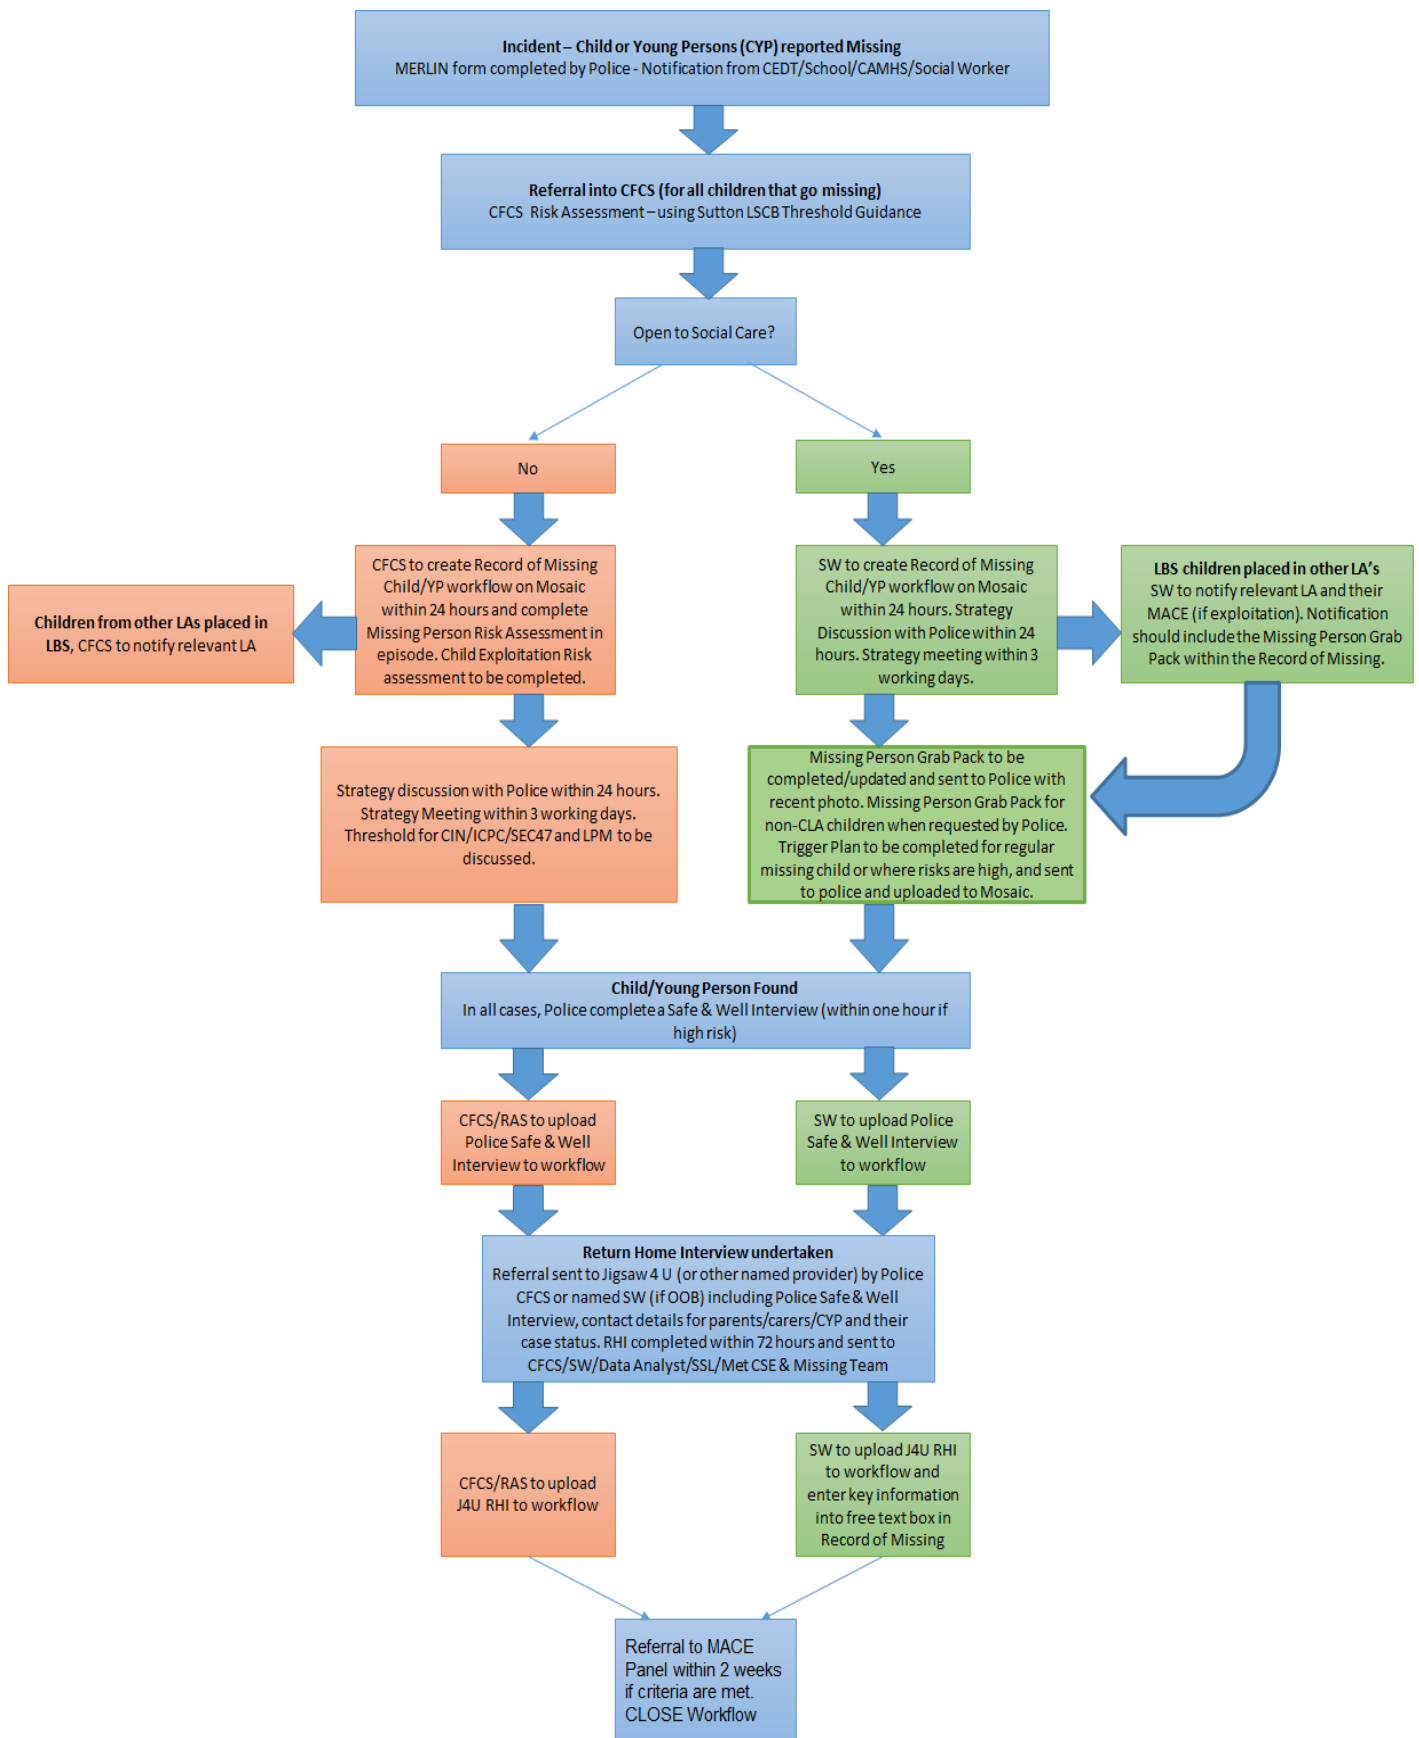 Incident – Child or Young Persons (CYP) reported Missing
MERLIN form completed by Police - Notification from CEDT/School/CAMHS/Social Worker
Referral into CFCS (for all children that go missing)
CFCS Risk Assessment – using Sutton LSCB Threshold Guidance
Open to Social Care?
No
Yes
Children from other LAs placed in
LBS, CFCS to notify relevant LA
CFCS to create Record of Missing
Child/YP workflow on Mosaic
within 24 hours and complete
Missing Person Risk Assessment in
episode. Child Exploitation Risk
assessment to be completed.
SW to create Record of Missing
Child/YP workflow on Mosaic
within 24 hours. Strategy
Discussion with Police within 24
hours. Strategy meeting within 3
working days.
LBS children placed in other LA's
SW to notify relevant LA and their
MACE (if exploitation). Notification
should include the Missing Person Grab
Pack within the Record of Missing.
Strategy discussion with Police within 24 hours.
Strategy Meeting within 3 working days.
Threshold for CIN/ICPC/SEC47 and LPM to be
discussed.
Missing Person Grab Pack to be
completed/updated and sent to Police with
recent photo. Missing Person Grab Pack for
non-CLA children when requested by Police.
Trigger Plan to be completed for regular
missing child or where risks are high, and sent
to police and uploaded to Mosaic.
Child/Young Person Found
In all cases, Police complete a Safe & Well Interview (within one hour if
high risk)
CFCS/RAS to upload
Police Safe & Well
Interview to workflow
SW to upload Police
Safe & Well Interview
to workflow
Return Home Interview undertaken
Referral sent to Jigsaw 4 U (or other named provider) by Police
CFCS or named SW (if OOB) including Police Safe & Well
Interview, contact details for parents/carers/CYP and their
case status. RHI completed within 72 hours and sent to
CFCS/SW/Data Analyst/SSL/Met CSE & Missing Team
CFCS/RAS to upload
J4U RHI to workflow
SW to upload J4U RHI
to workflow and
enter key information
into free text box in
Record of Missing
Referral to MACE
Panel within 2 weeks
if criteria are met.
CLOSE Workflow